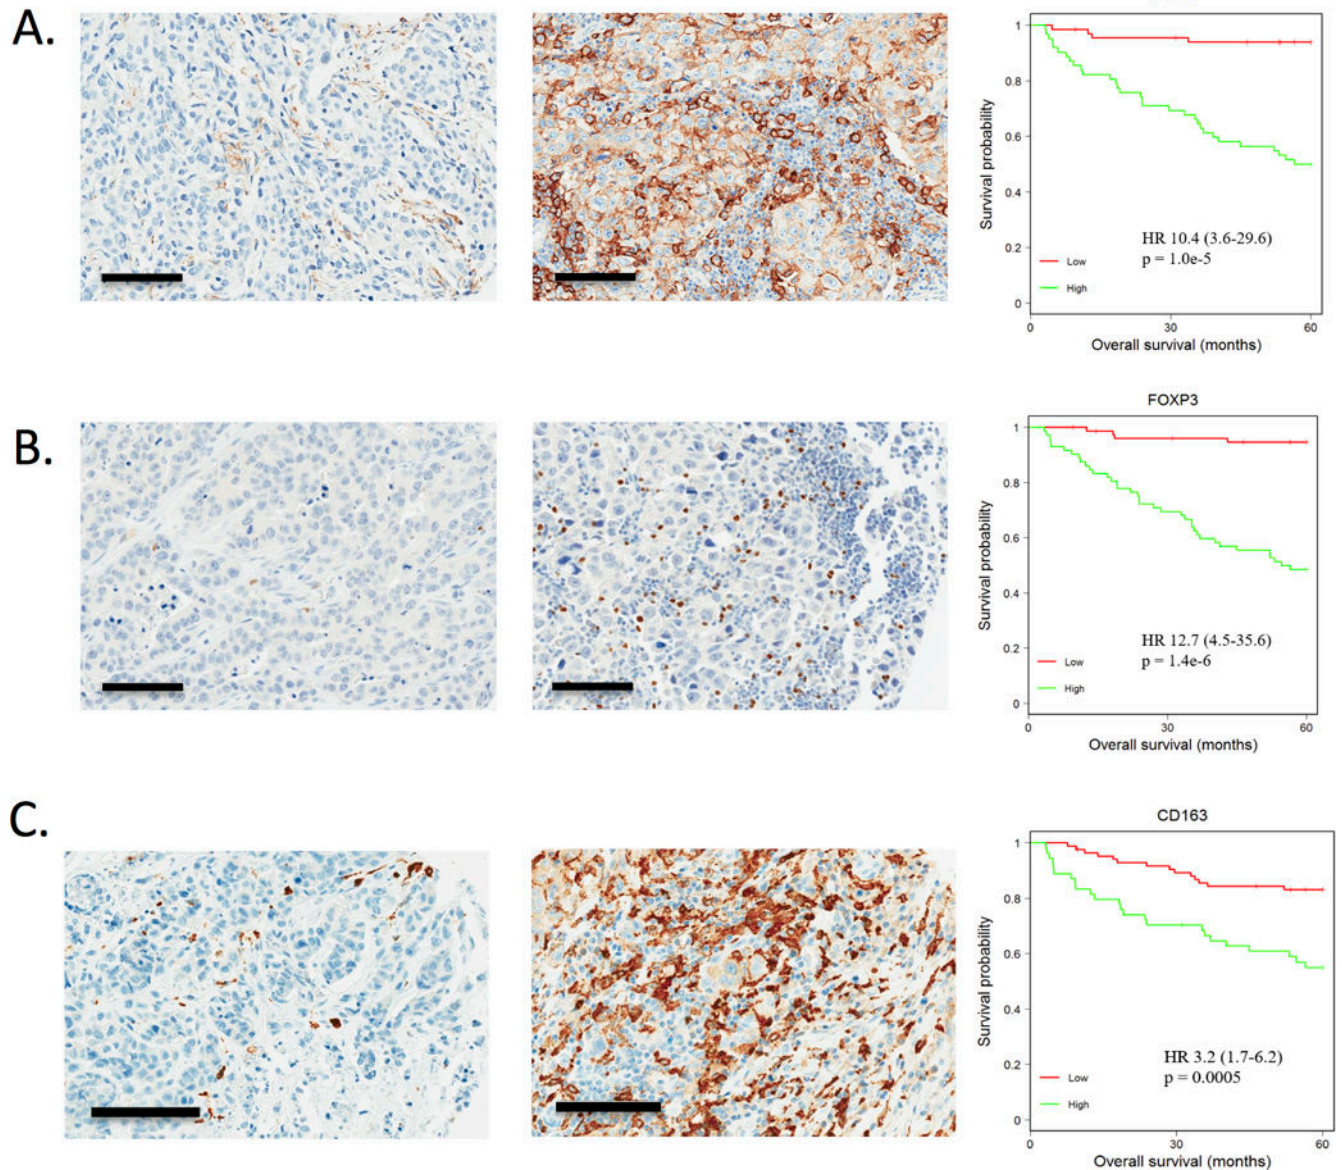 A.
1
0.8
0.6
0.4
0.2
0
Survival probability
HR 10.4 (3.6-29.6)
p = 1.0e-5
Low
High
0
30
60
Overall survival (months)
B.
FOXP3
1
0.8
0.6
0.4
0.2
0
Survival probability
HR 12.7 (4.5-35.6)
p = 1.4e-6
Low
High
0
30
60
Overall survival (months)
C.
CD163
1
0.8
0.6
0.4
0.2
0
Survival probability
HR 3.2 (1.7-6.2)
p = 0.0005
Low
High
0
30
60
Overall survival (months)